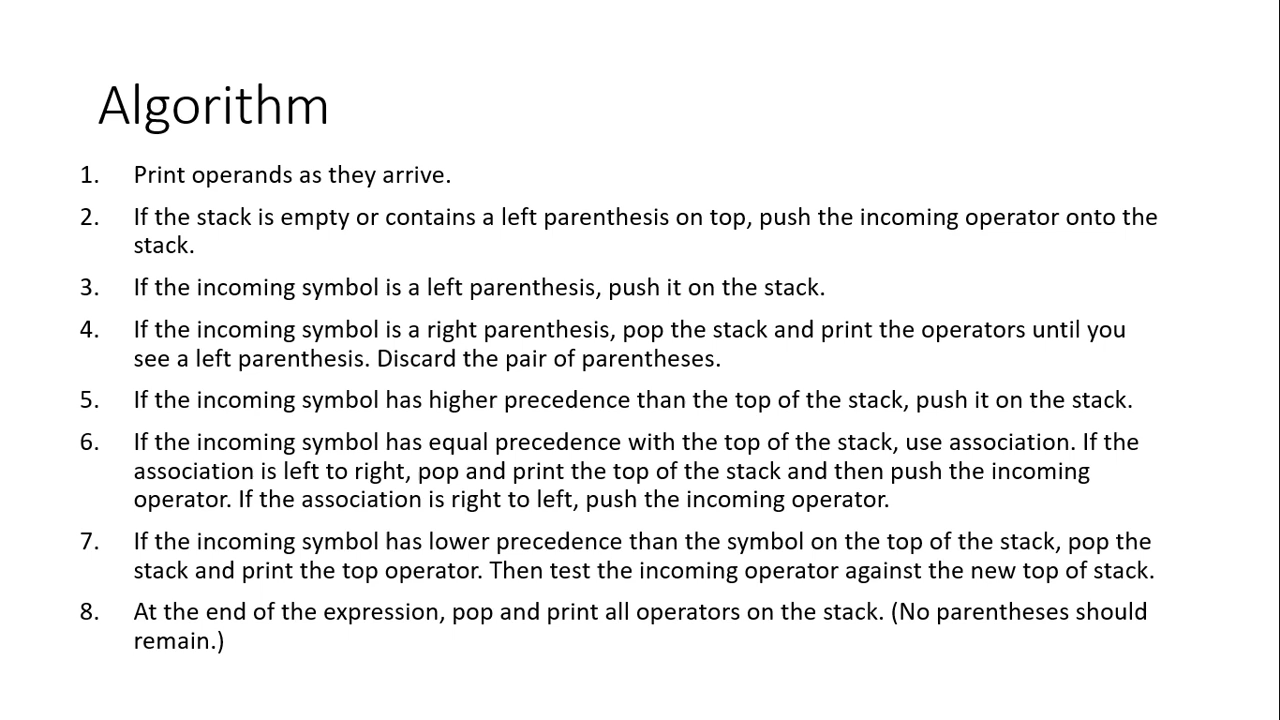 Algorithm
1. Print operands as they arrive.
2. If the stack is empty or contains a left parenthesis on top, push the incoming operator onto the
stack.
3. If the incoming symbol is a left parenthesis, push it on the stack.
4. If the incoming symbol is a right parenthesis, pop the stack and print the operators until you
see a left parenthesis. Discard the pair of parentheses.
5. If the incoming symbol has higher precedence than the top of the stack, push it on the stack.
6. If the incoming symbol has equal precedence with the top of the stack, use association. If the
association is left to right, pop and print the top of the stack and then push the incoming
operator. If the association is right to left, push the incoming operator.
7. If the incoming symbol has lower precedence than the symbol on the top of the stack, pop the
stack and print the top operator. Then test the incoming operator against the new top of stack.
8. At the end of the expression, pop and print all operators on the stack. (No parentheses should
remain.)